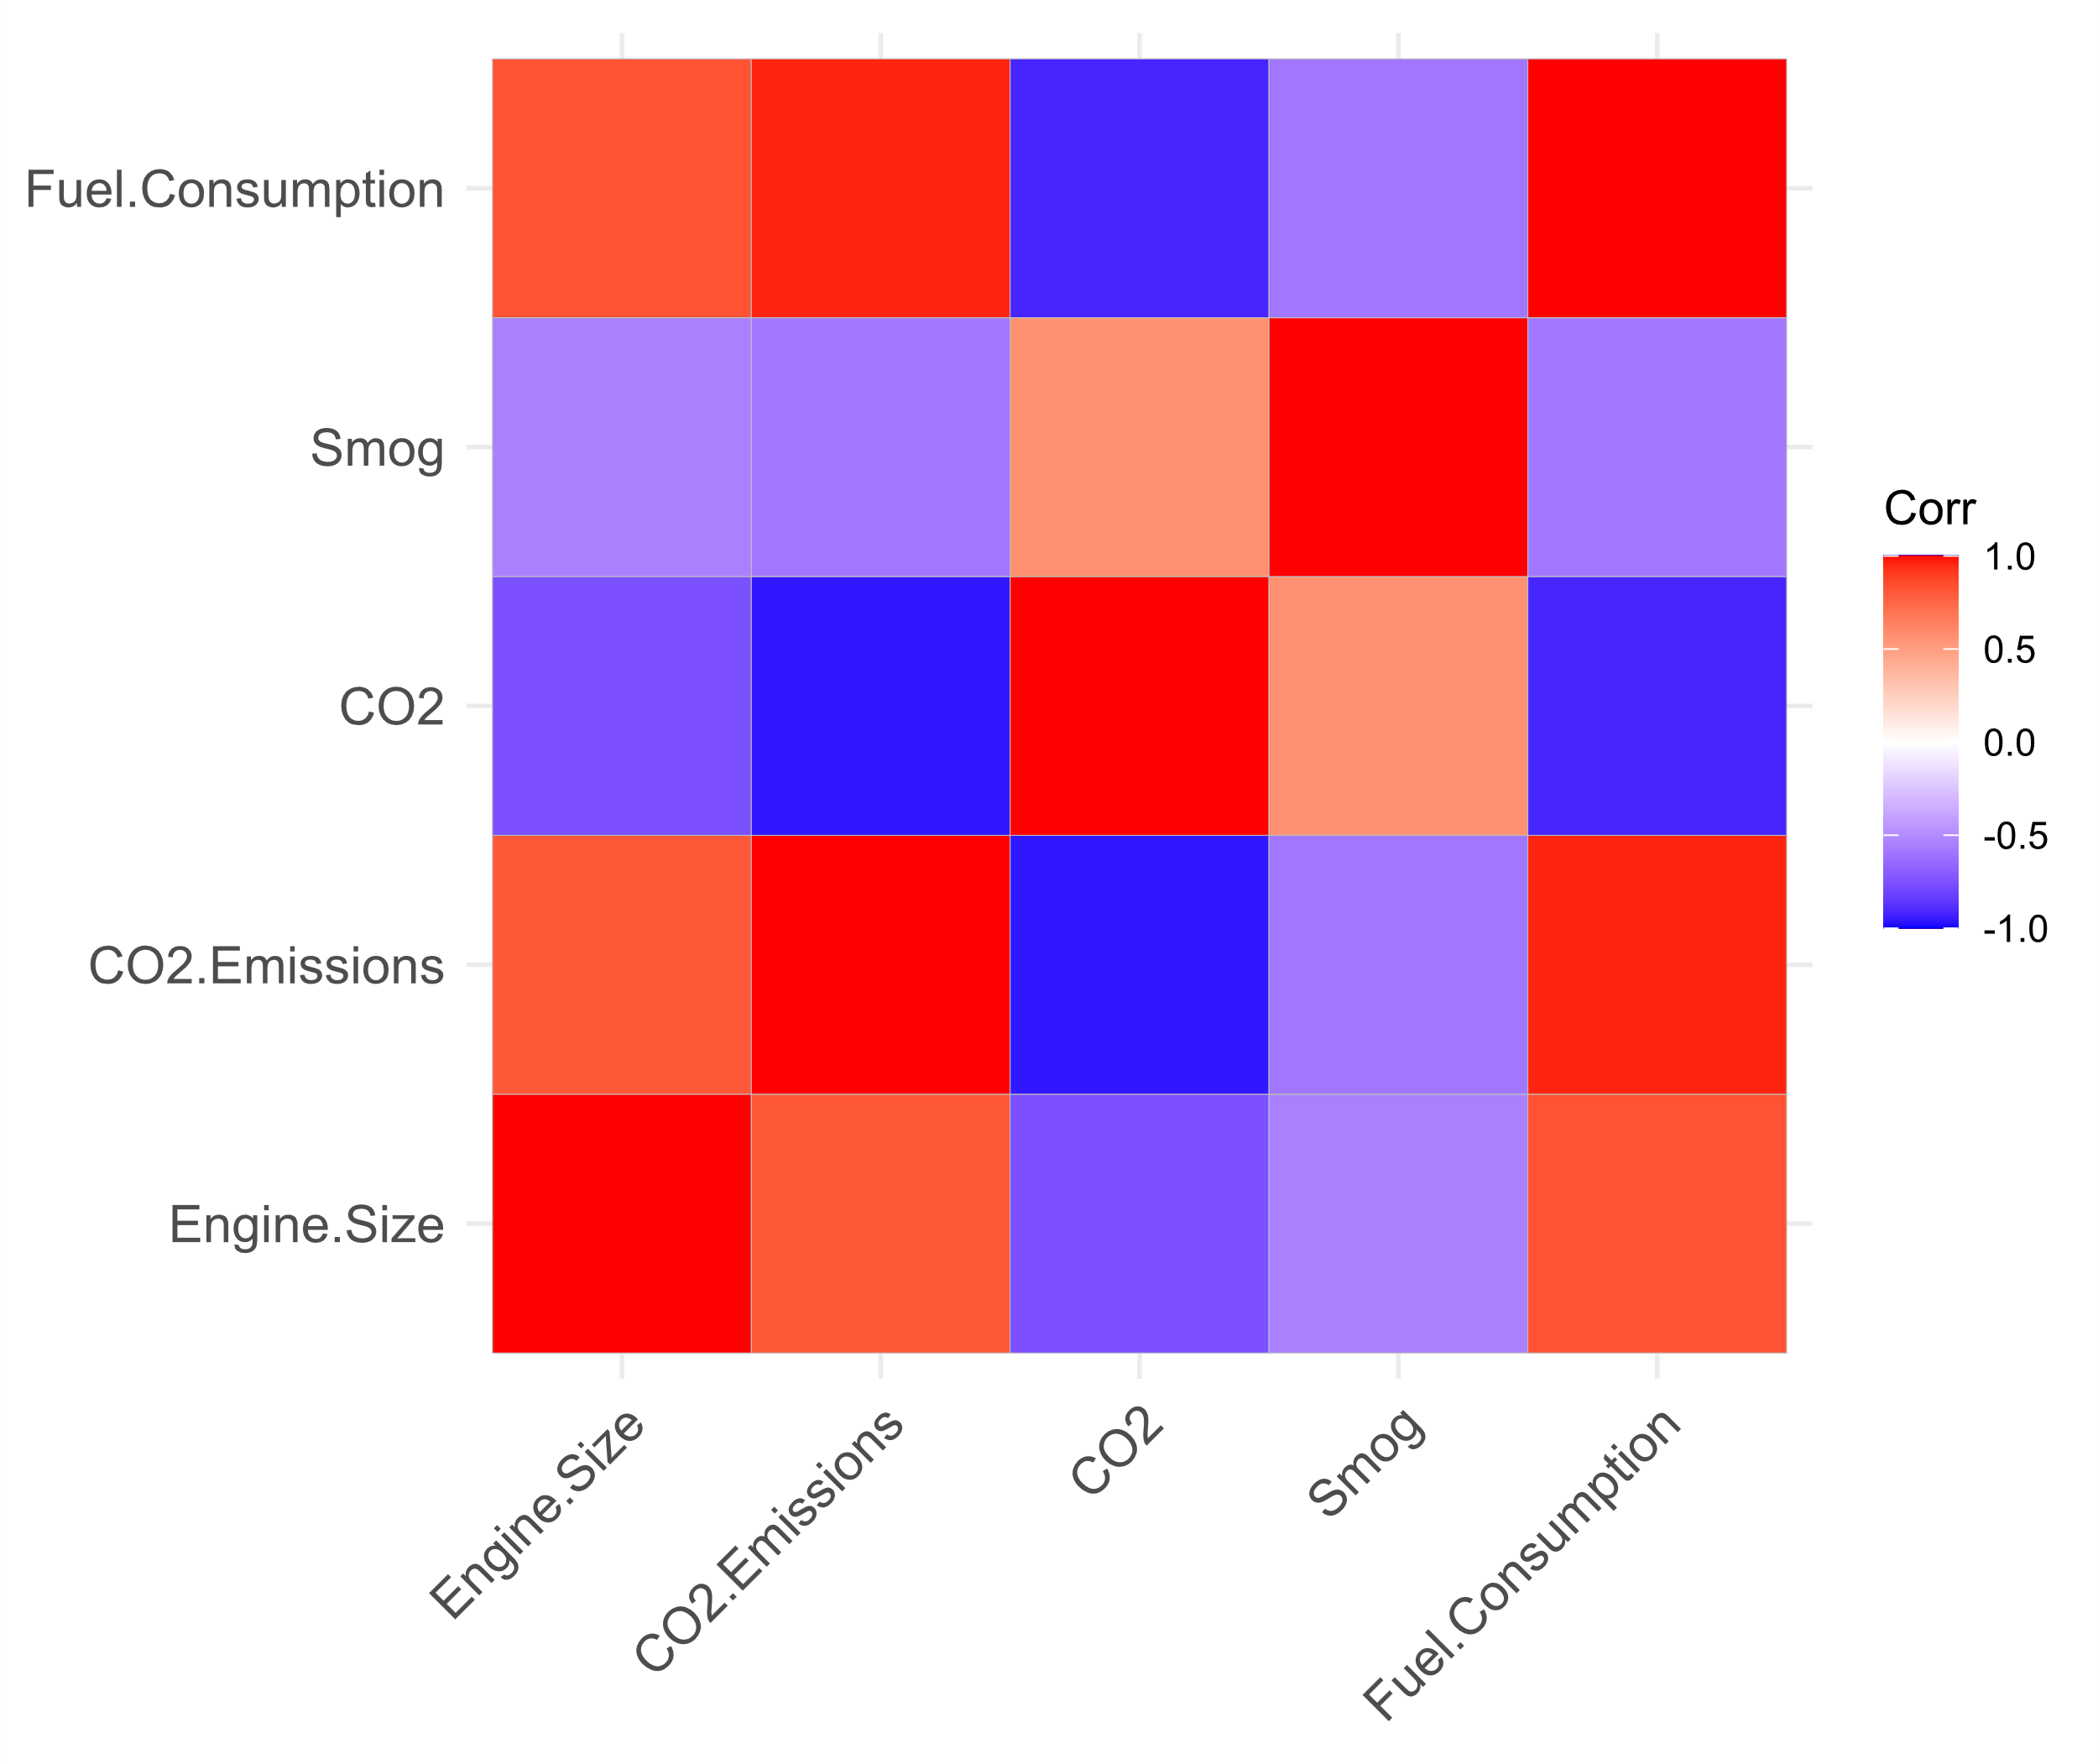 Fuel.Consumption
Smog
CO2
CO2.Emissions
Engine.Size
Engine.Size
CO2.Emissions
CO2
Smog
Fuel.Consumption
Corr
1.0
0.5
0.0
-0.5
-1.0